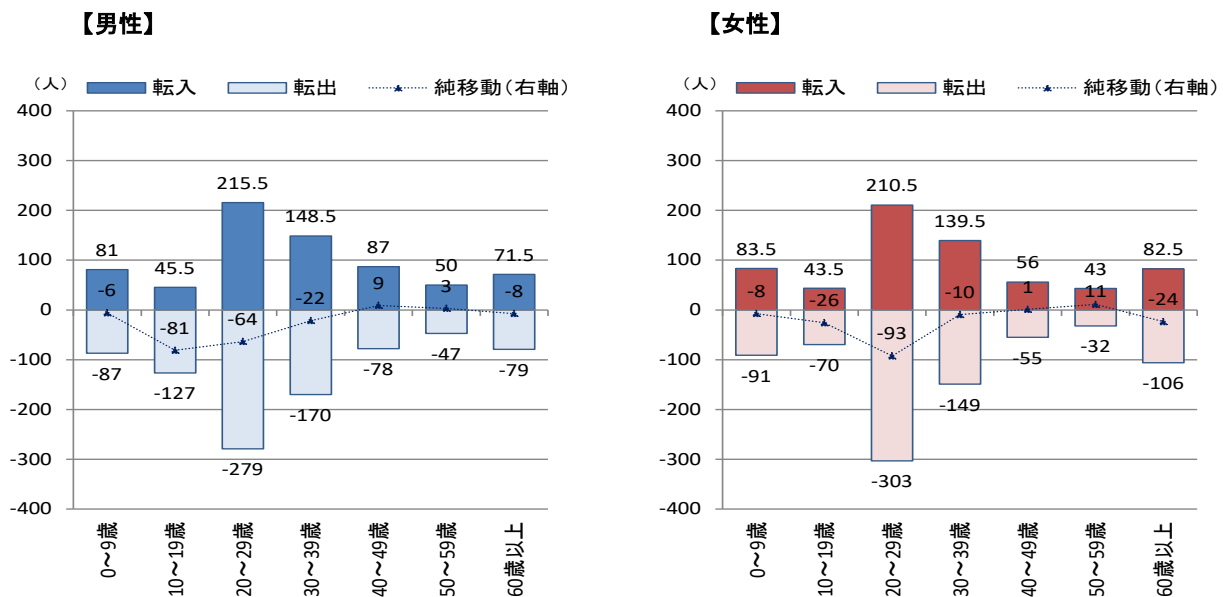 【男性】
（人）
転入
転出
純移動（右軸）
400
300
200
100
0
-100
-200
-300
-400
81
45.5
215.5
148.5
87
50
71.5
-6
-81
-64
-22
9
3
-8
-87
-127
-279
-170
-78
-47
-79
0～9歳
10～19歳
20～29歳
30～39歳
40～49歳
50～59歳
60歳以上
【女性】
（人）
転入
転出
純移動（右軸）
400
300
200
100
0
-100
-200
-300
-400
83.5
43.5
210.5
139.5
56
43
82.5
-8
-26
-93
-10
1
11
-24
-91
-70
-303
-149
-55
-32
-106
0～9歳
10～19歳
20～29歳
30～39歳
40～49歳
50～59歳
60歳以上